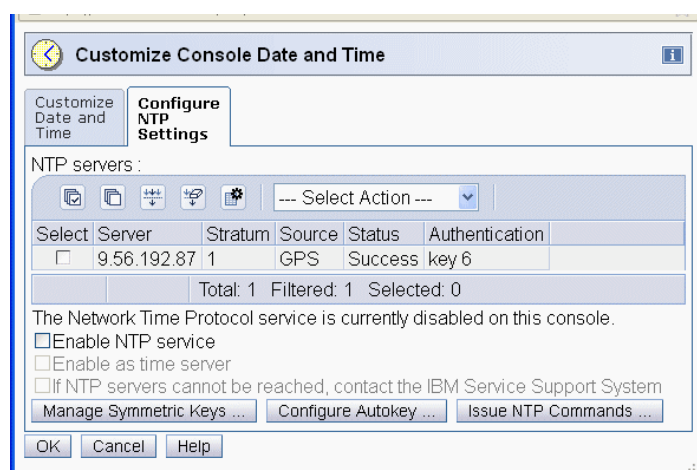 Customize Console Date and Time
Customize
Date and
Time
Configure
NTP
Settings
NTP servers :
--- Select Action ---
Select Server Stratum Source Status Authentication
9.56.192.87 1 GPS Success key 6
Total: 1 Filtered: 1 Selected: 0
The Network Time Protocol service is currently disabled on this console.
Enable NTP service
Enable as time server
If NTP servers cannot be reached, contact the IBM Service Support System
Manage Symmetric Keys ... Configure Autokey ... Issue NTP Commands ...
OK Cancel Help